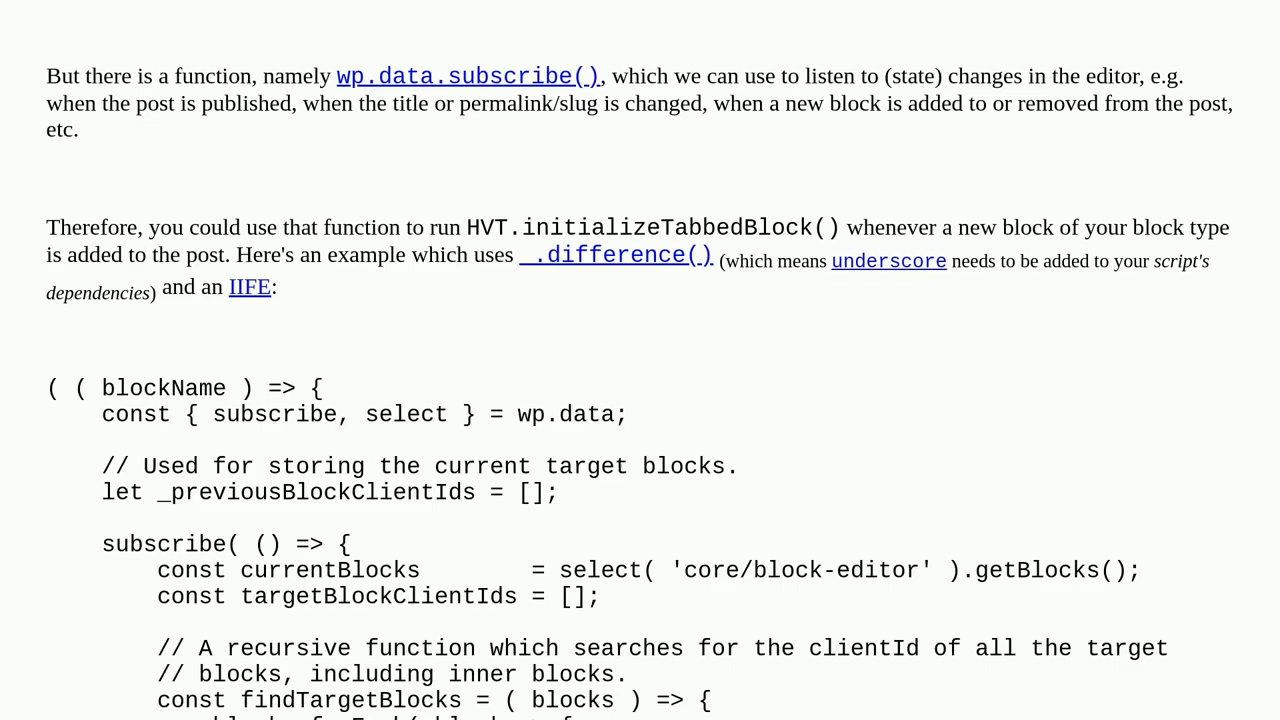 But there is a function, namely wp.data.subscribe(), which we can use to listen to (state) changes in the editor, e.g.
when the post is published, when the title or permalink/slug is changed, when a new block is added to or removed from the post,
etc.
Therefore, you could use that function to run HVT.initializeTabbedBlock() whenever a new block of your block type
is added to the post. Here's an example which uses _.difference() (which means underscore needs to be added to your script's
dependencies) and an IIFE:
( ( blockName ) => {
    const { subscribe, select } = wp.data;
    // Used for storing the current target blocks.
    let _previousBlockClientIds = [];
    subscribe( () => {
        const currentBlocks        = select( 'core/block-editor' ).getBlocks();
        const targetBlockClientIds = [];
        // A recursive function which searches for the clientId of all the target
        // blocks, including inner blocks.
        const findTargetBlocks = ( blocks ) => {